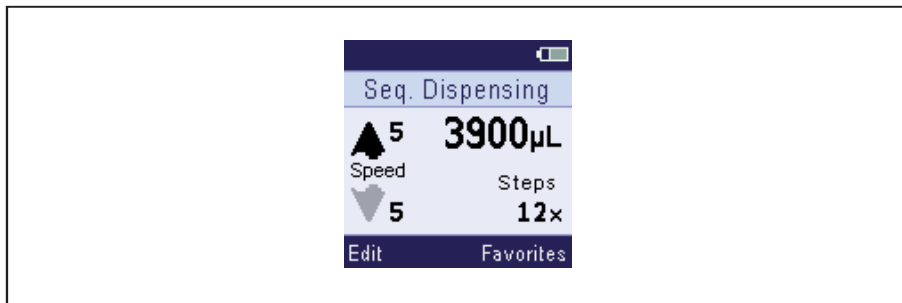 Seq. Dispensing
5 3900µL
Speed
Steps
5 12×
Edit Favorites